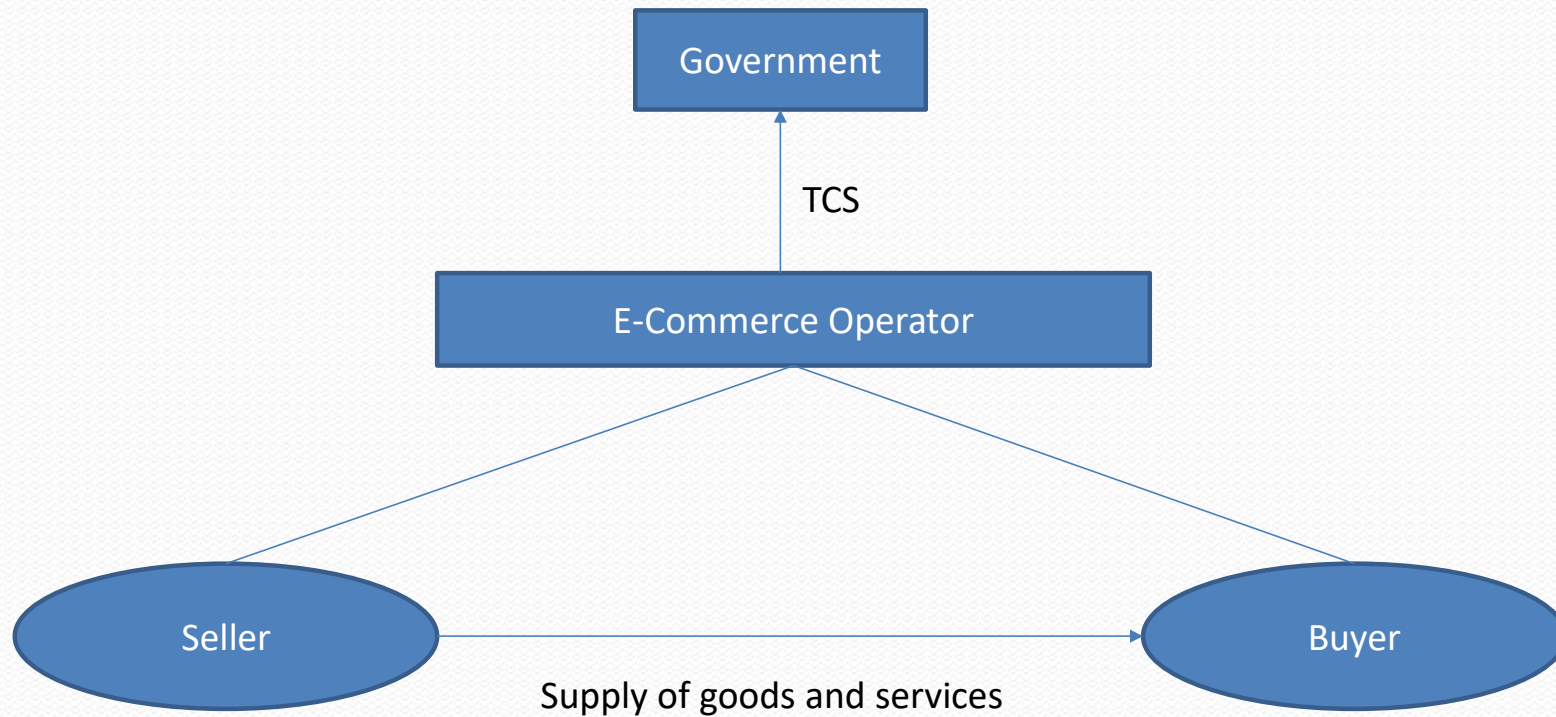 Government
TCS
E-Commerce Operator
Seller
Buyer
Supply of goods and services